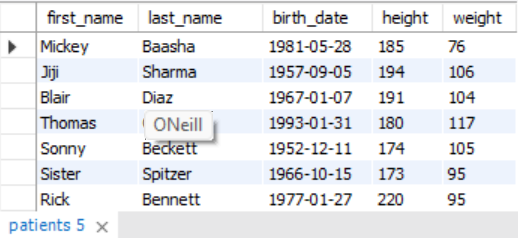 first_name last_name birth_date height weight
Mickey Baasha 1981-05-28 185 76
Jiji Sharma 1957-09-05 194 106
Blair Diaz 1967-01-07 191 104
Thomas ONeill 1993-01-31 180 117
Sonny Beckett 1952-12-11 174 105
Sister Spitzer 1966-10-15 173 95
Rick Bennett 1977-01-27 220 95
patients 5 ×